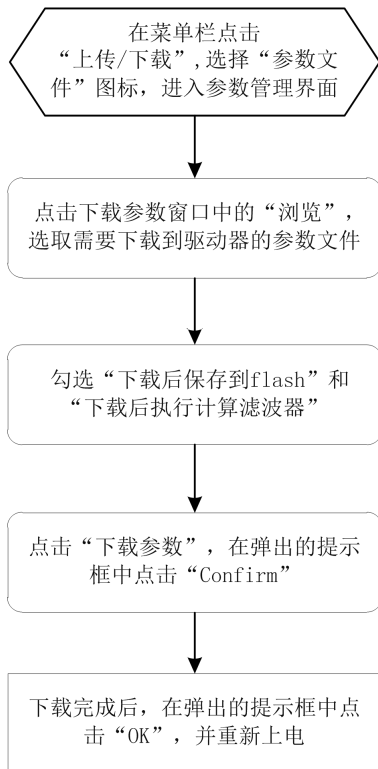 在菜单栏点击
“上传/下载”,选择“参数文
件”图标，进入参数管理界面
点击下载参数窗口中的“浏览”，
选取需要下载到驱动器的参数文件
勾选“下载后保存到flash”和
“下载后执行计算滤波器”
点击“下载参数”，在弹出的提示
框中点击“Confirm”
下载完成后，在弹出的提示框中点
击“OK”，并重新上电